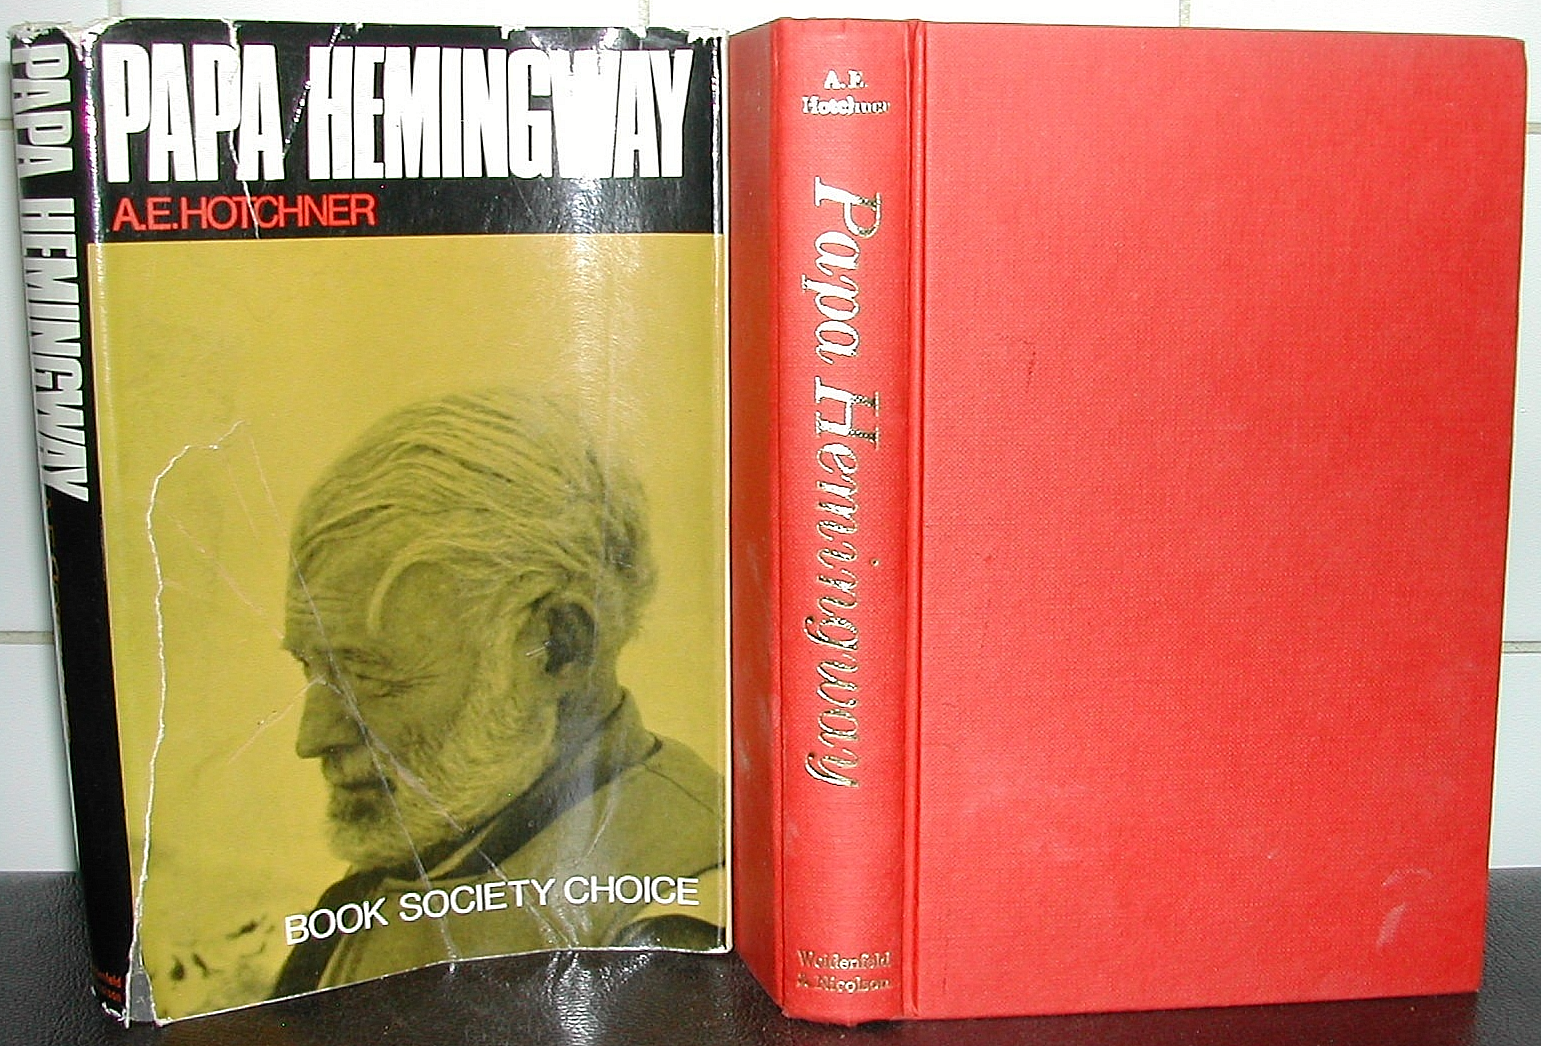 PAPA HEMINGWAY
PAPA HEMINGWAY
A.E.HOTCHNER
BOOK SOCIETY CHOICE
A.E.
Hotchner
Papa Hemingway
Weidenfeld
& Nicolson